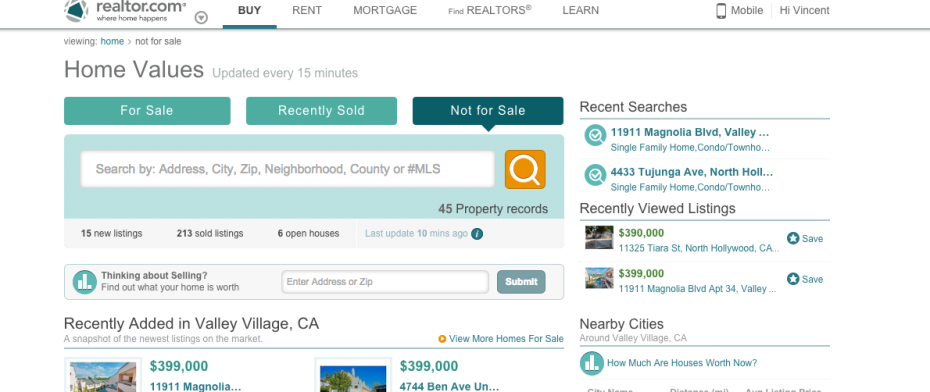 realtor.com®
where home happens
BUY
RENT
MORTGAGE
Find REALTORS®
LEARN
Mobile
Hi Vincent
viewing: home > not for sale
Home Values Updated every 15 minutes
For Sale
Recently Sold
Not for Sale
Search by: Address, City, Zip, Neighborhood, County or #MLS
45 Property records
15 new listings
213 sold listings
6 open houses
Last update 10 mins ago
Thinking about Selling?
Find out what your home is worth
Enter Address or Zip
Submit
Recently Added in Valley Village, CA
A snapshot of the newest listings on the market.
View More Homes For Sale
$399,000
11911 Magnolia...
$399,000
4744 Ben Ave Un...
Recent Searches
11911 Magnolia Blvd, Valley ...
Single Family Home,Condo/Townho...
4433 Tujunga Ave, North Holl...
Single Family Home,Condo/Townho...
Recently Viewed Listings
$390,000
11325 Tiara St, North Hollywood, CA...
Save
$399,000
11911 Magnolia Blvd Apt 34, Valley ...
Save
Nearby Cities
Around Valley Village, CA
How Much Are Houses Worth Now?
City Name
Distance (mi)
Avg Listing Price